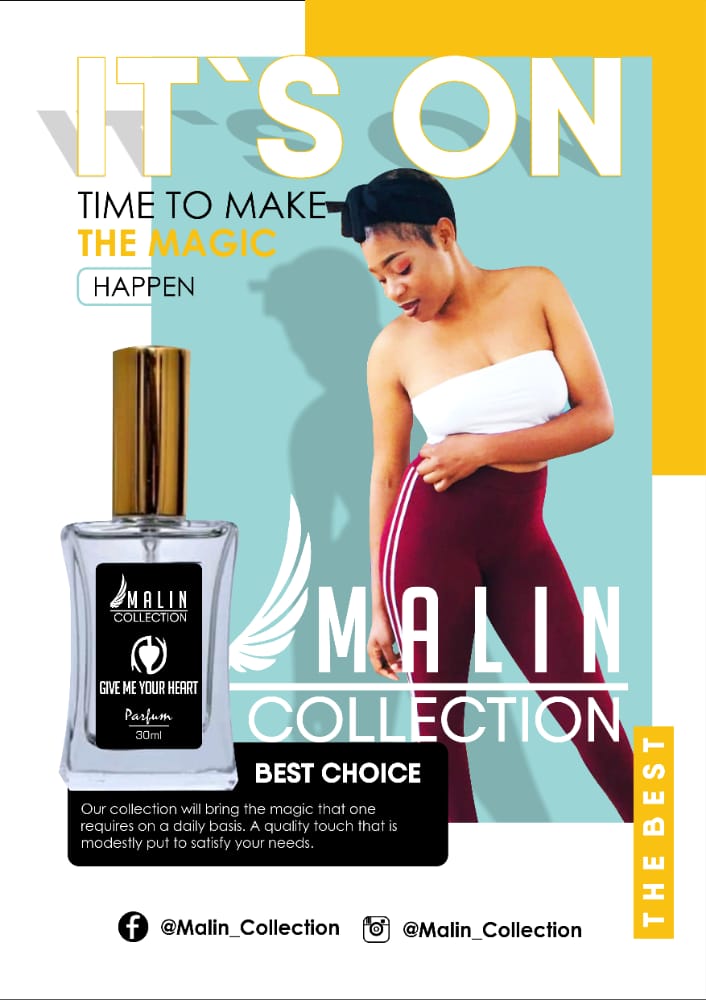 IT`S ON
TIME TO MAKE
THE MAGIC
HAPPEN
MALIN
COLLECTION
GIVE ME YOUR HEART
Parfum
30ml
MALIN
COLLECTION
BEST CHOICE
Our collection will bring the magic that one
requires on a daily basis. A quality touch that is
modestly put to satisfy your needs.
THE BEST
@Malin_Collection
@Malin_Collection